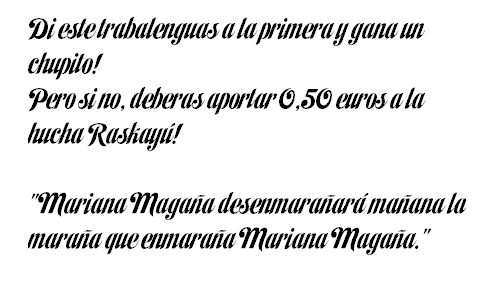 Di este trabalenguas a la primera y gana un
chupito!
Pero si no, deberas aportar 0,50 euros a la
hucha Raskayú!
"Mariana Magaña desenmarañará mañana la
maraña que enmaraña Mariana Magaña."